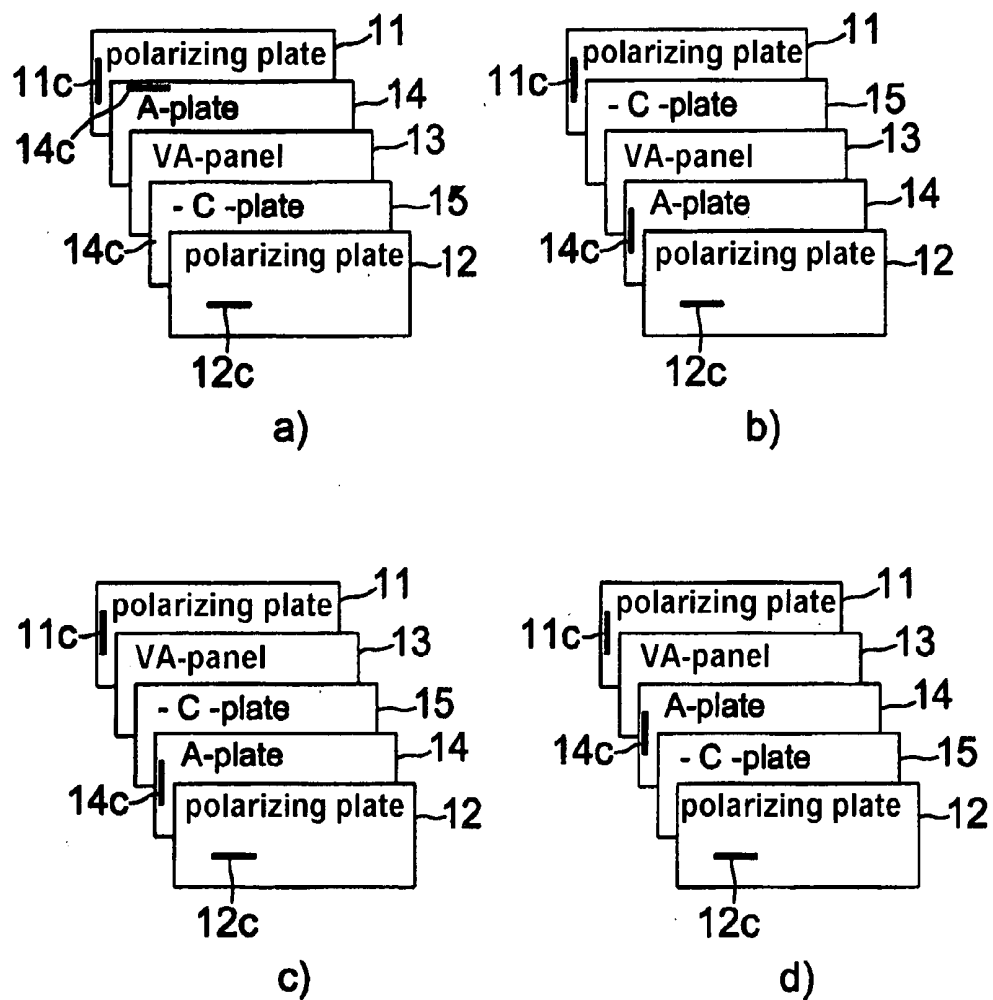 polarizing plate 11
11c
A-plate 14
14c
VA-panel 13
- C -plate 15
14c
polarizing plate 12
12c
a)
polarizing plate 11
11c
- C -plate 15
VA-panel 13
A-plate 14
14c
polarizing plate 12
12c
b)
polarizing plate 11
11c
VA-panel 13
- C -plate 15
A-plate 14
14c
polarizing plate 12
12c
c)
polarizing plate 11
11c
VA-panel 13
A-plate 14
14c
- C -plate 15
polarizing plate 12
12c
d)